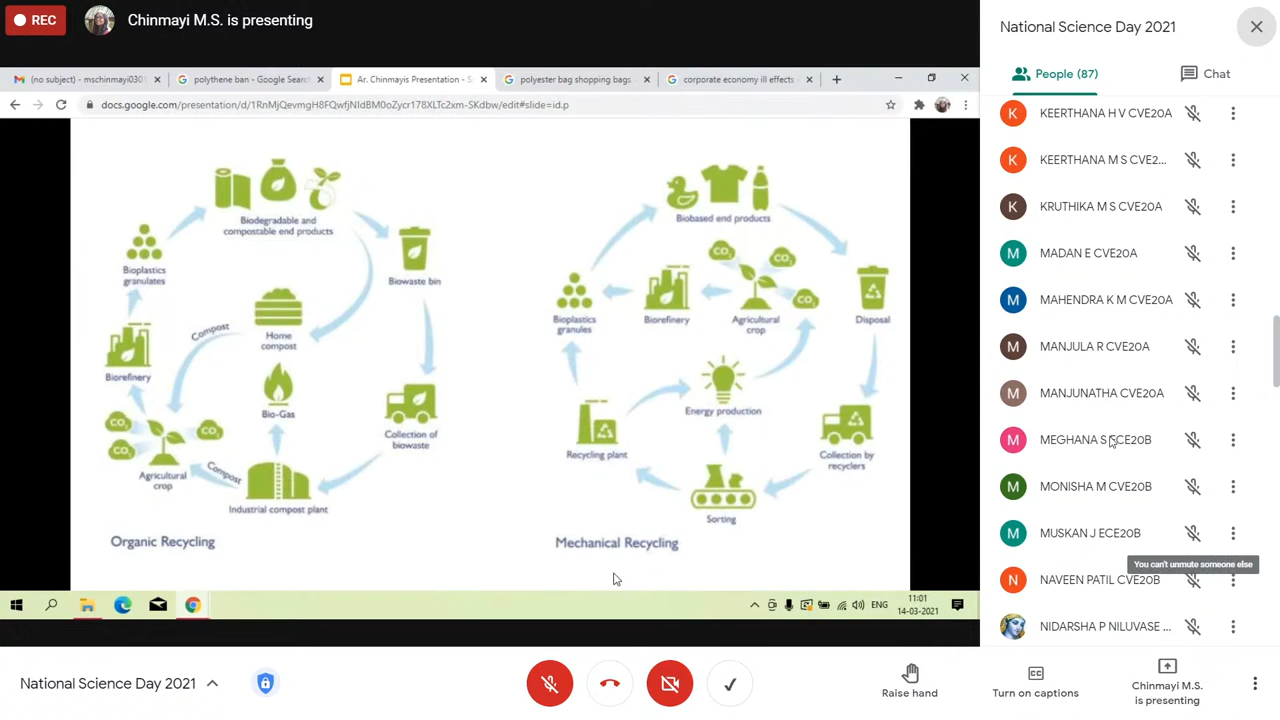 REC
Chinmayi M.S. is presenting
(no subject) - mschinmayi0301
polythene ban - Google Search
Ar. Chinmayis Presentation - S
polyester bag shopping bags
corporate economy ill effects
docs.google.com/presentation/d/1RnMjQevmgH8FQwfjNIdBM0oZycr178XLTc2xm-SKdbw/edit#slide=id.p
Biodegradable and
compostable end products
Bioplastics
granulates
Biowaste bin
Compost
Home
compost
Biorefinery
Bio-Gas
CO₂
CO₂
CO₂
Collection of
biowaste
Agricultural
crop
Compost
Industrial compost plant
Organic Recycling
Biobased end products
CO₂
CO₂
CO₂
Bioplastics
granules
Biorefinery
Agricultural
crop
Disposal
Energy production
Recycling plant
Collection by
recyclers
Sorting
Mechanical Recycling
ENG
11:01
14-03-2021
National Science Day 2021
People (87)
Chat
K
KEERTHANA H V CVE20A
K
KEERTHANA M S CVE2...
K
KRUTHIKA M S CVE20A
M
MADAN E CVE20A
M
MAHENDRA K M CVE20A
M
MANJULA R CVE20A
M
MANJUNATHA CVE20A
M
MEGHANA S ECE20B
M
MONISHA M CVE20B
M
MUSKAN J ECE20B
You can't unmute someone else
N
NAVEEN PATIL CVE20B
NIDARSHA P NILUVASE ...
National Science Day 2021
Raise hand
CC
Turn on captions
Chinmayi M.S.
is presenting